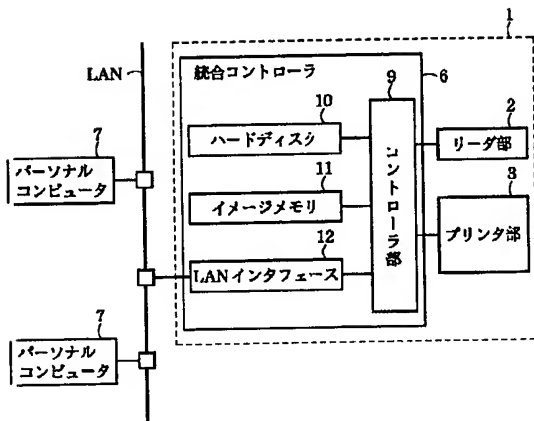 1
LAN
統合コントローラ
6
9
コントローラ部
10
ハードディスク
2
リーダ部
7
パーソナル
コンピュータ
11
イメージメモリ
3
プリンタ部
12
LANインタフェース
7
パーソナル
コンピュータ